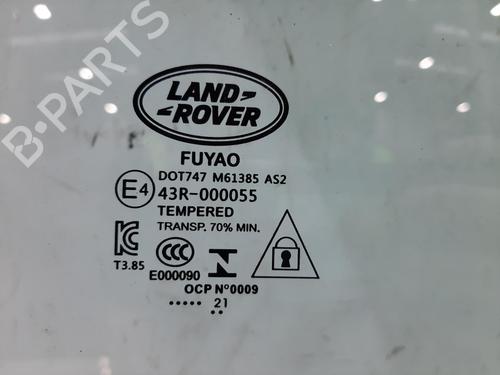 B-PARTS
LAND
ROVER
FUYAO
DOT747 M61385 AS2
E4 43R-000055
TEMPERED
TRANSP. 70% MIN.
T3.85
E000090
OCP N°0009
..... 21
..